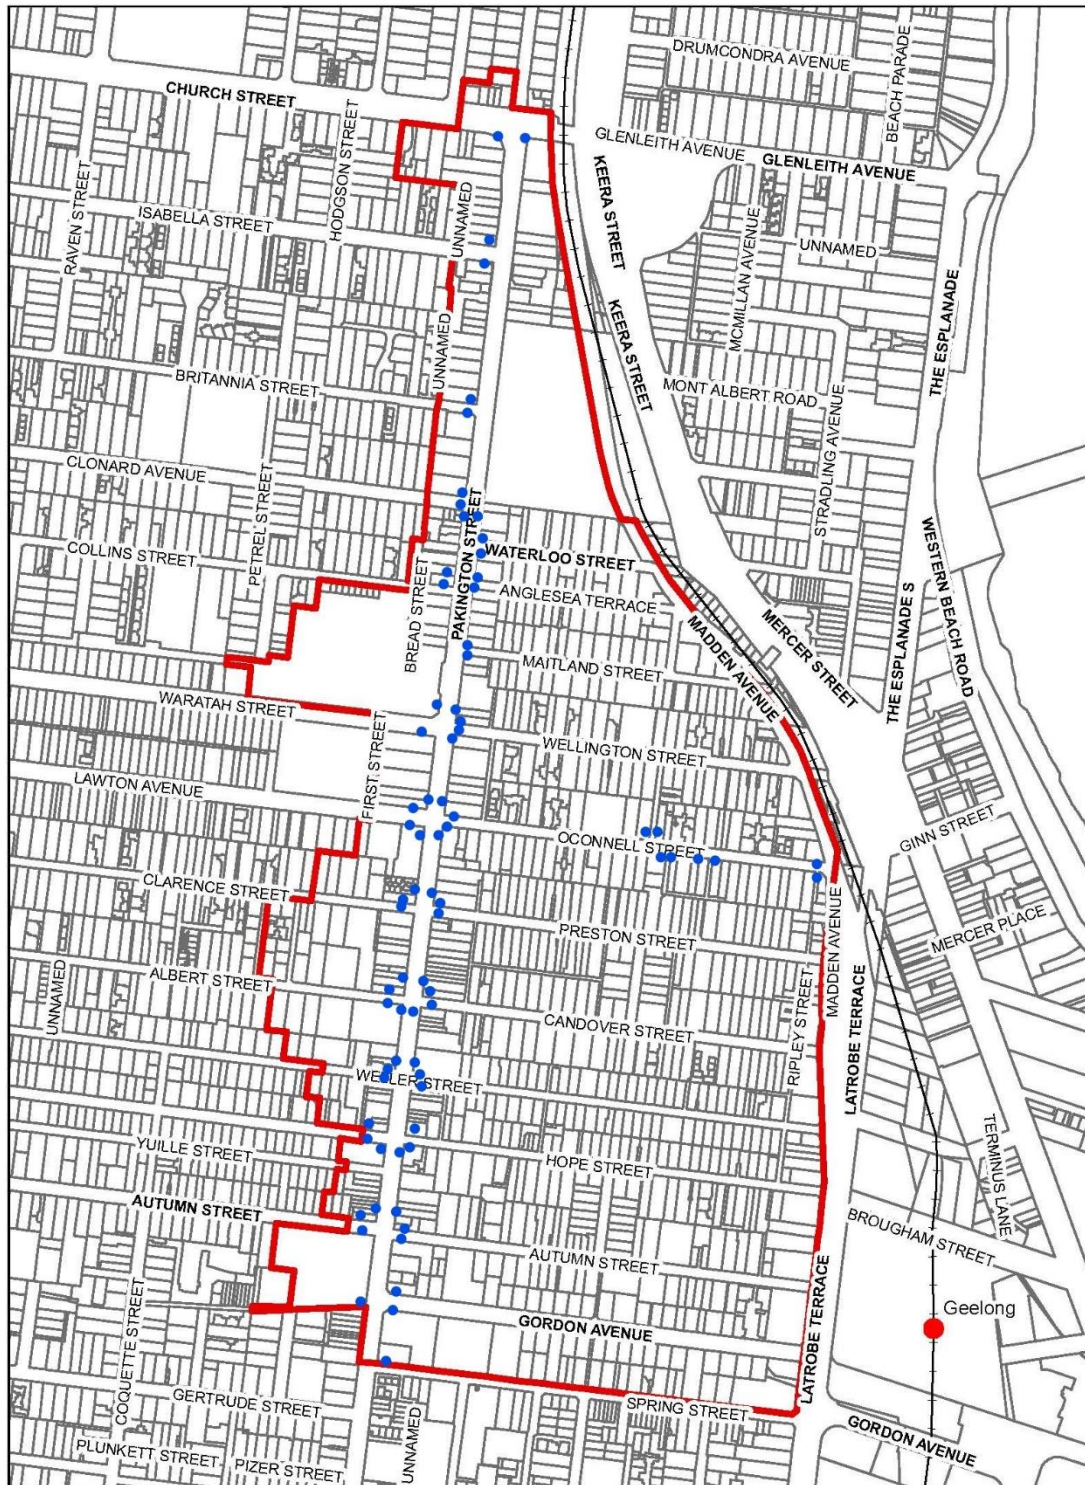 DRUMCONDRA AVENUE
BEACH PARADE
CHURCH STREET
GLENLEITH AVENUE
GLENLEITH AVENUE
HODGSON STREET
KEERA STREET
RAVEN STREET
ISABELLA STREET
UNNAMED
MCMILLAN AVENUE
UNNAMED
KEERA STREET
THE ESPLANADE
UNNAMED
BRITANNIA STREET
MONT ALBERT ROAD
STRADLING AVENUE
CLONARD AVENUE
PETREL STREET
PAKINGTON STREET
WESTERN BEACH ROAD
COLLINS STREET
WATERLOO STREET
BREAD STREET
ANGLESEA TERRACE
MERCER STREET
THE ESPLANADE S
MADDEN AVENUE
MAITLAND STREET
WARATAH STREET
FIRST STREET
WELLINGTON STREET
LAWTON AVENUE
OCONNELL STREET
GINN STREET
CLARENCE STREET
PRESTON STREET
MADDEN AVENUE
MERCER PLACE
UNNAMED
ALBERT STREET
CANDOVER STREET
RIPLEY STREET
LATROBE TERRACE
WELLER STREET
YUILLE STREET
HOPE STREET
TERMINUS LANE
AUTUMN STREET
BROUGHAM STREET
AUTUMN STREET
COQUETTE STREET
LATROBE TERRACE
Geelong
GORDON AVENUE
GERTRUDE STREET
UNNAMED
SPRING STREET
GORDON AVENUE
PLUNKETT STREET
PIZER STREET